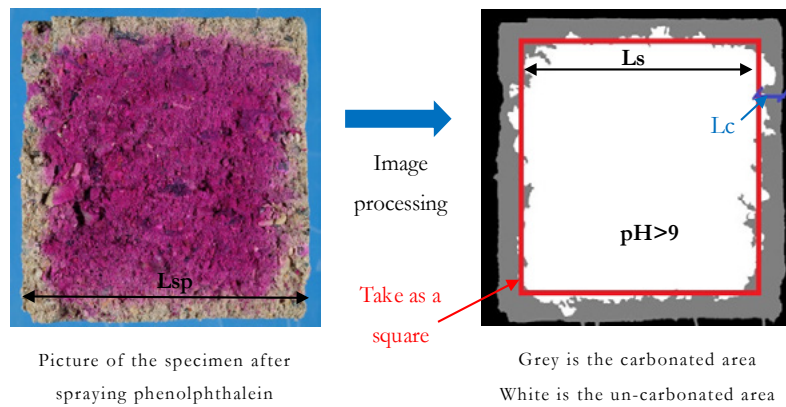 Ls
Lc
Image
processing
pH>9
Lsp
Take as a
square
Picture of the specimen after
spraying phenolphthalein
Grey is the carbonated area
White is the un-carbonated area